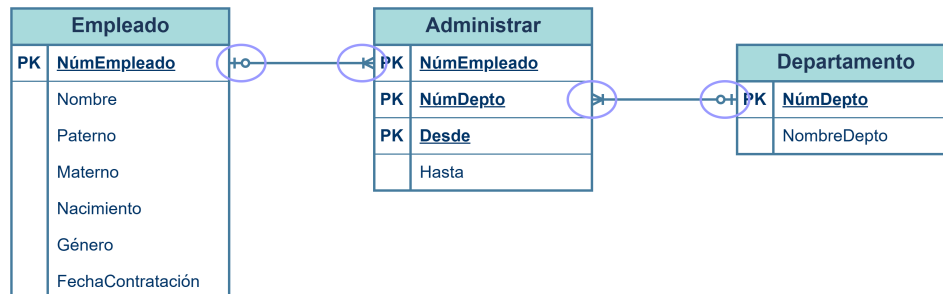 Empleado
PK NúmEmpleado
Nombre
Paterno
Materno
Nacimiento
Género
FechaContratación
Administrar
PK NúmEmpleado
PK NúmDepto
PK Desde
Hasta
Departamento
PK NúmDepto
NombreDepto